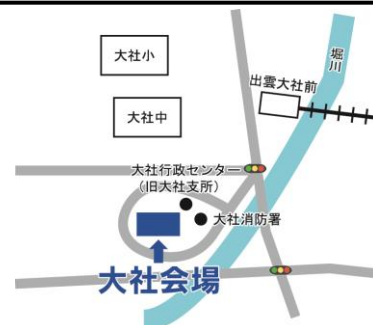 大社小
堀川
出雲大社前
大社中
大社行政センター
（旧大社支所）
大社消防署
大社会場